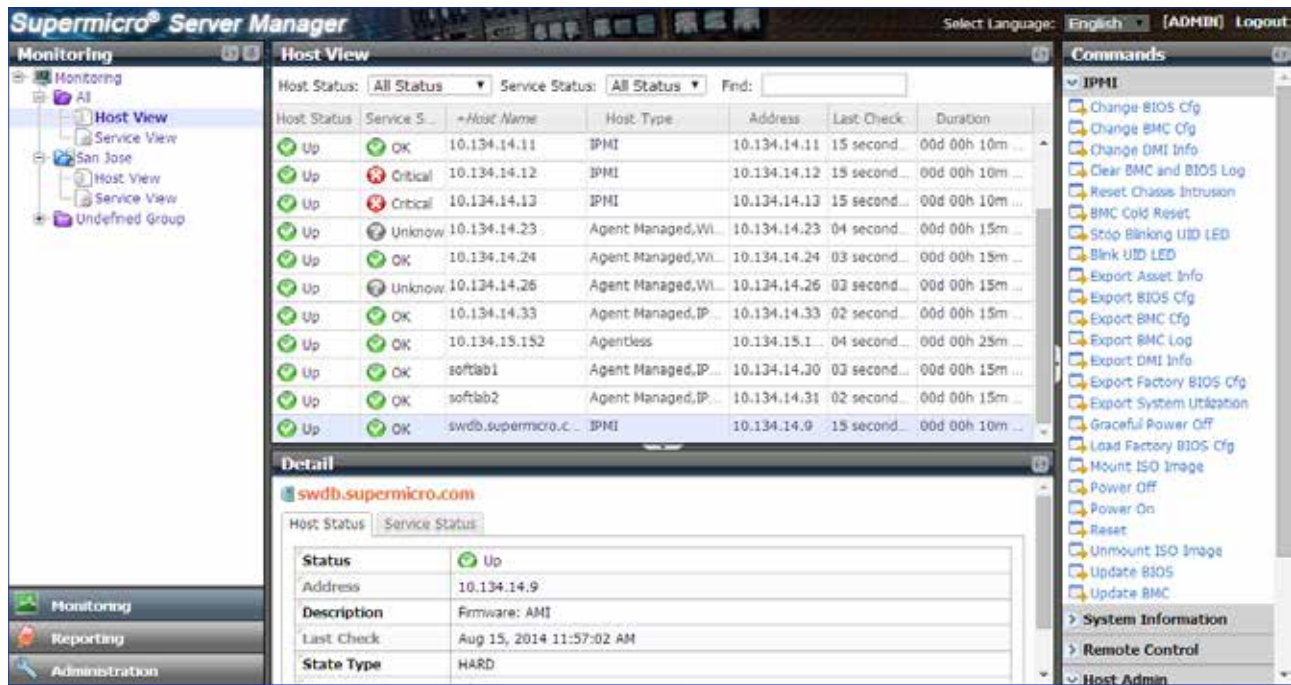 Supermicro® Server Manager
Select Language: English [ADMIN] Logout
Monitoring
Monitoring
All
Host View
Service View
San Jose
Host View
Service View
Undefined Group
Monitoring
Reporting
Administration
Host View
Host Status: All Status Service Status: All Status Find:
Host Status Service S... Host Name Host Type Address Last Check Duration
Up OK 10.134.14.11 IPMI 10.134.14.11 15 second... 00d 00h 10m ...
Up Critical 10.134.14.12 IPMI 10.134.14.12 15 second... 00d 00h 10m ...
Up Critical 10.134.14.13 IPMI 10.134.14.13 15 second... 00d 00h 10m ...
Up Unknow 10.134.14.23 Agent Managed,Wi... 10.134.14.23 04 second... 00d 00h 15m ...
Up OK 10.134.14.24 Agent Managed,Wi... 10.134.14.24 03 second... 00d 00h 15m ...
Up Unknow 10.134.14.26 Agent Managed,Wi... 10.134.14.26 03 second... 00d 00h 15m ...
Up OK 10.134.14.33 Agent Managed,IP... 10.134.14.33 02 second... 00d 00h 15m ...
Up OK 10.134.15.152 Agentless 10.134.15.1... 04 second... 00d 00h 25m ...
Up OK softlab1 Agent Managed,IP... 10.134.14.30 03 second... 00d 00h 15m ...
Up OK softlab2 Agent Managed,IP... 10.134.14.31 02 second... 00d 00h 15m ...
Up OK swdb.supermicro.c... IPMI 10.134.14.9 15 second... 00d 00h 10m ...
Detail
swdb.supermicro.com
Host Status Service Status
Status Up
Address 10.134.14.9
Description Firmware: AMI
Last Check Aug 15, 2014 11:57:02 AM
State Type HARD
Commands
IPMI
Change BIOS Cfg
Change BMC Cfg
Change DMI Info
Clear BMC and BIOS Log
Reset Chassis Intrusion
BMC Cold Reset
Stop Blinking UID LED
Blink UID LED
Export Asset Info
Export BIOS Cfg
Export BMC Cfg
Export BMC Log
Export DMI Info
Export Factory BIOS Cfg
Export System Utilization
Graceful Power Off
Load Factory BIOS Cfg
Mount ISO Image
Power Off
Power On
Reset
Unmount ISO Image
Update BIOS
Update BMC
System Information
Remote Control
Host Admin